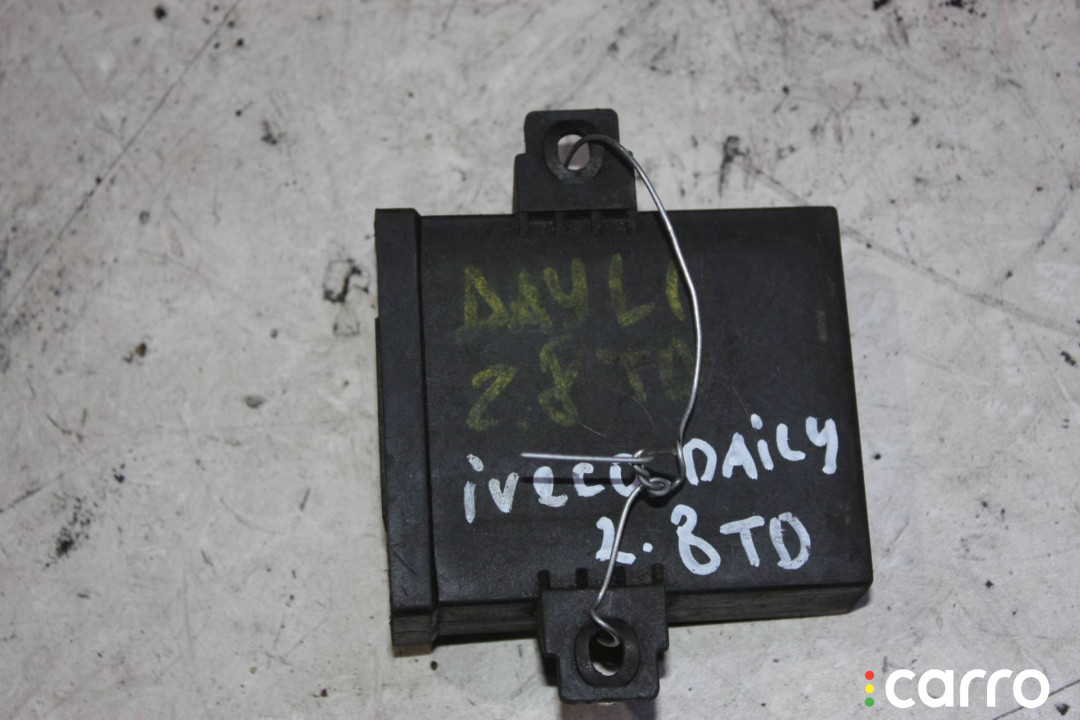 DAYLI
2.8 TD
iveco DAiLY
2.8TD
carro